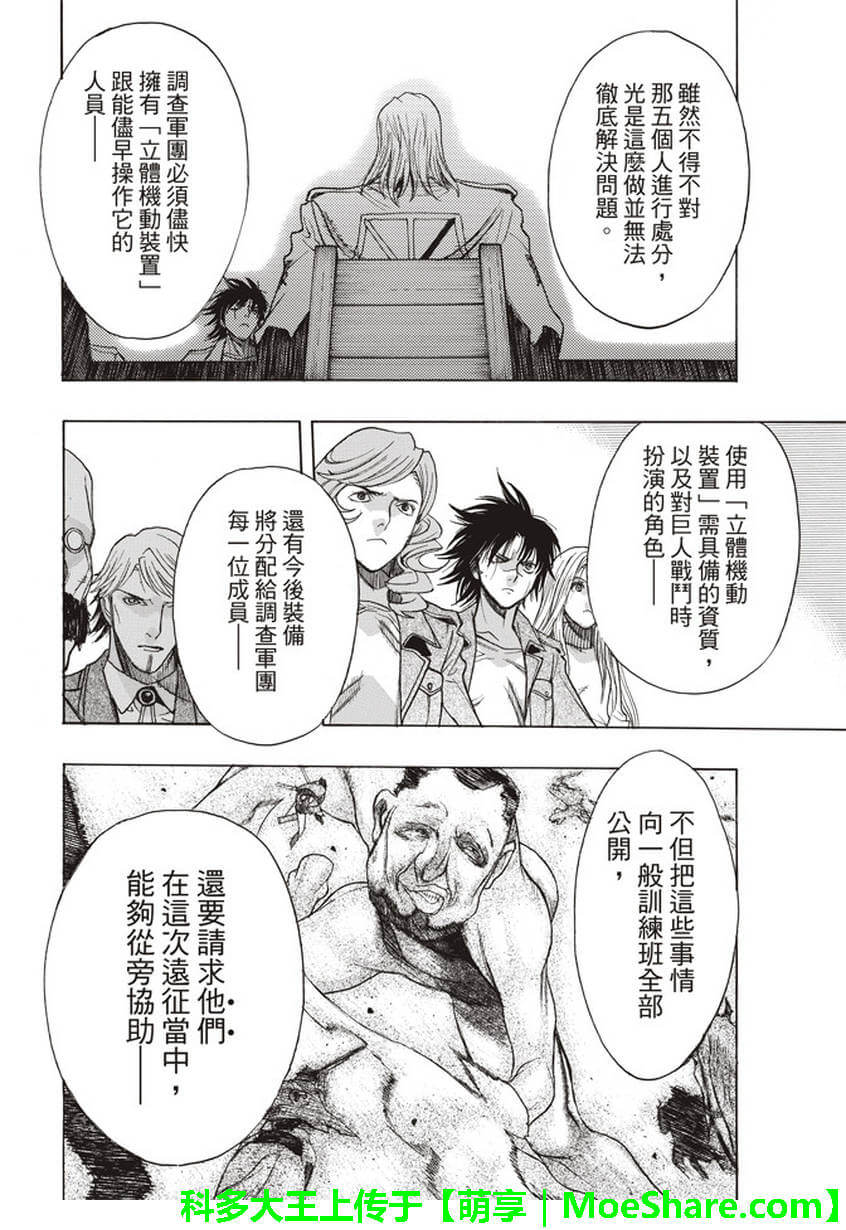 雖然不得不對
那五個人進行處分，
光是這麼做並無法
徹底解決問題。
調查軍團必須儘快
擁有「立體機動裝置」
跟能儘早操作它的
人員——
使用「立體機動
裝置」需具備的資質，
以及對巨人戰鬥時
扮演的角色——
還有今後裝備
將分配給調查軍團
每一位成員——
不但把這些事情
向一般訓練班全部
公開，
還要請求他們
在這次遠征當中，
能夠從旁協助——
科多大王上传于【萌享｜MoeShare.com】